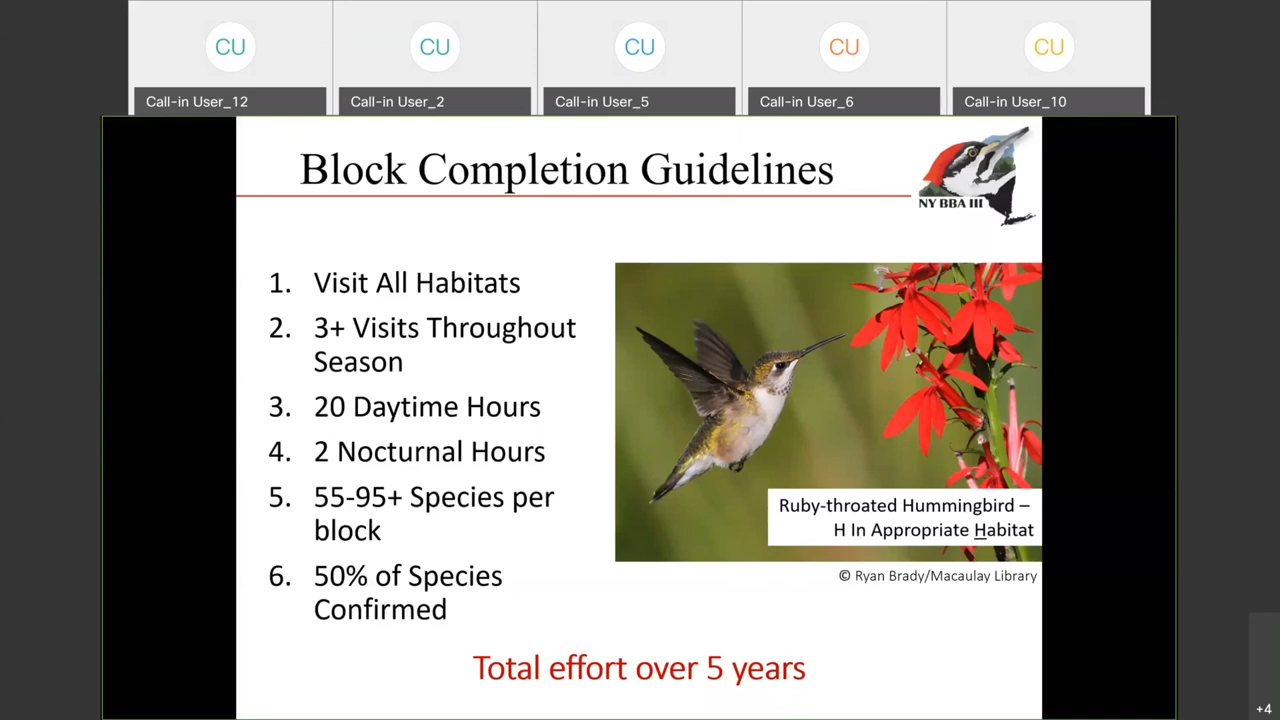 CU
CU
CU
CU
CU
Call-in User_12
Call-in User_2
Call-in User_5
Call-in User_6
Call-in User_10
Block Completion Guidelines
NY BBA III
1. Visit All Habitats
2. 3+ Visits Throughout
Season
3. 20 Daytime Hours
4. 2 Nocturnal Hours
5. 55-95+ Species per
block
6. 50% of Species
Confirmed
Ruby-throated Hummingbird –
H In Appropriate Habitat
© Ryan Brady/Macaulay Library
Total effort over 5 years
+4